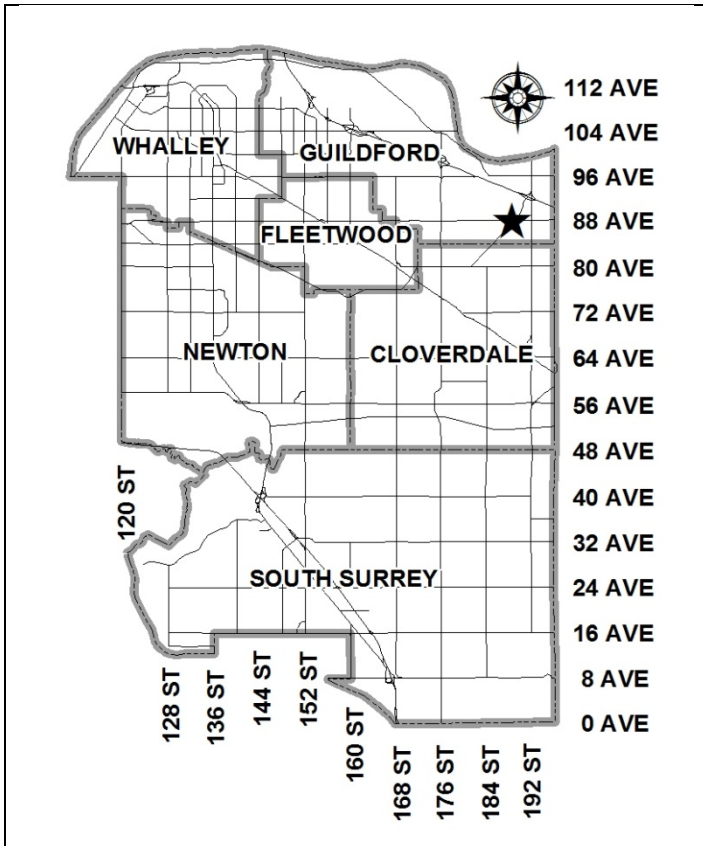 112 AVE
104 AVE
WHALLEY
GUILDFORD
96 AVE
88 AVE
FLEETWOOD
80 AVE
72 AVE
NEWTON
CLOVERDALE
64 AVE
56 AVE
48 AVE
120 ST
40 AVE
32 AVE
SOUTH SURREY
24 AVE
16 AVE
128 ST
136 ST
144 ST
152 ST
160 ST
8 AVE
0 AVE
168 ST
176 ST
184 ST
192 ST